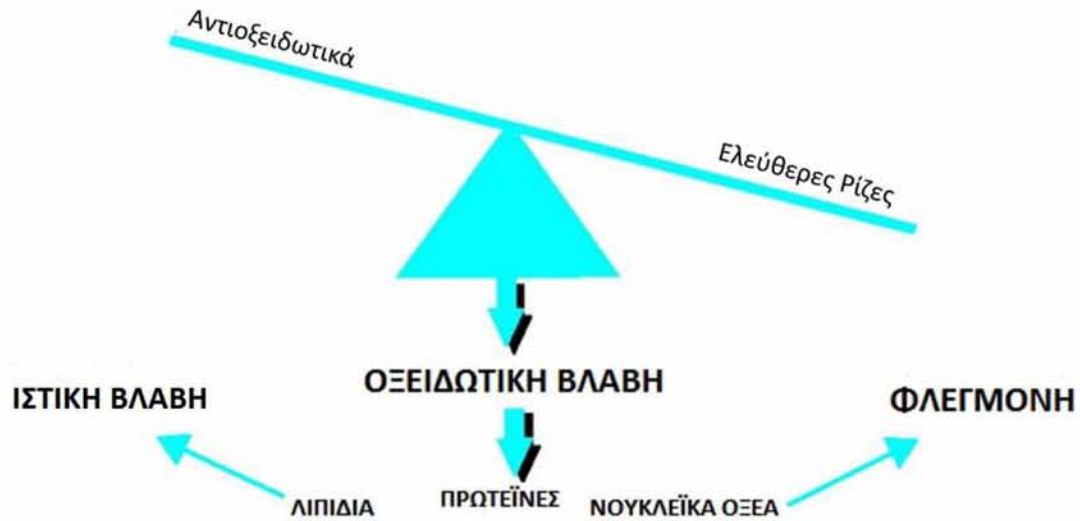 Αντιοξειδωτικά
Ελεύθερες Ρίζες
ΟΞΕΙΔΩΤΙΚΗ ΒΛΑΒΗ
ΙΣΤΙΚΗ ΒΛΑΒΗ
ΦΛΕΓΜΟΝΗ
ΛΙΠΙΔΙΑ
ΠΡΩΤΕΪΝΕΣ
ΝΟΥΚΛΕΪΚΑ ΟΞΕΑ